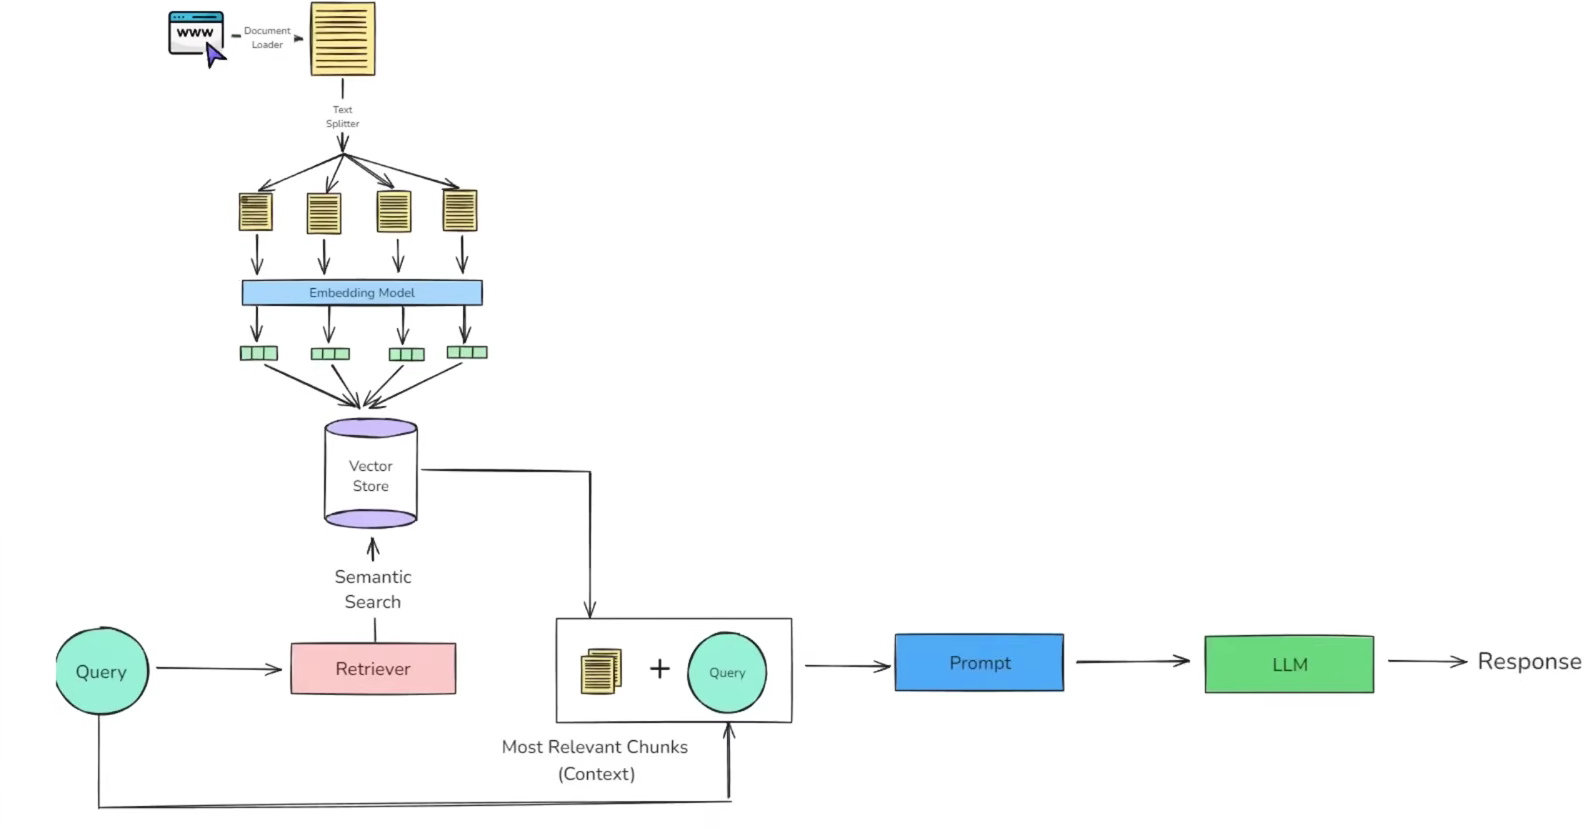 www
Document
Loader
Text
Splitter
Embedding Model
Vector
Store
Semantic
Search
Query
Retriever
+
Query
Most Relevant Chunks
(Context)
Prompt
LLM
Response